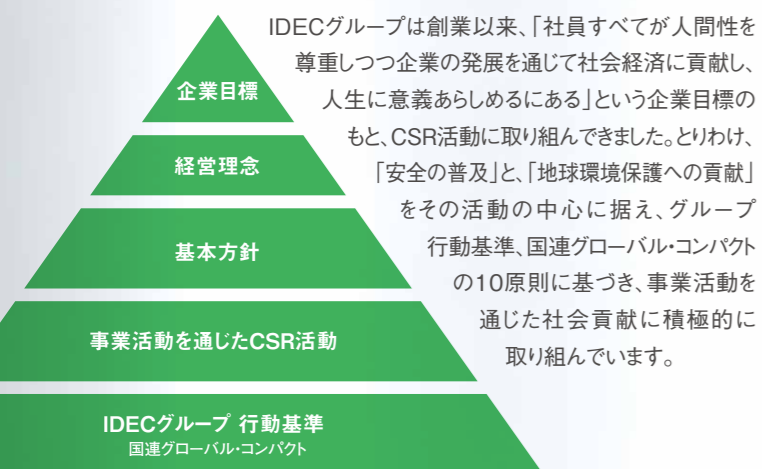 IDECグループは創業以来、「社員すべてが人間性を
尊重しつつ企業の発展を通じて社会経済に貢献し、
人生に意義あらしめるにある」という企業目標の
もと、CSR活動に取り組んできました。とりわけ、
「安全の普及」と、「地球環境保護への貢献」
をその活動の中心に据え、グループ
行動基準、国連グローバル・コンパクト
の10原則に基づき、事業活動を
通じた社会貢献に積極的に
取り組んでいます。
企業目標
経営理念
基本方針
事業活動を通じたCSR活動
IDECグループ 行動基準
国連グローバル・コンパクト